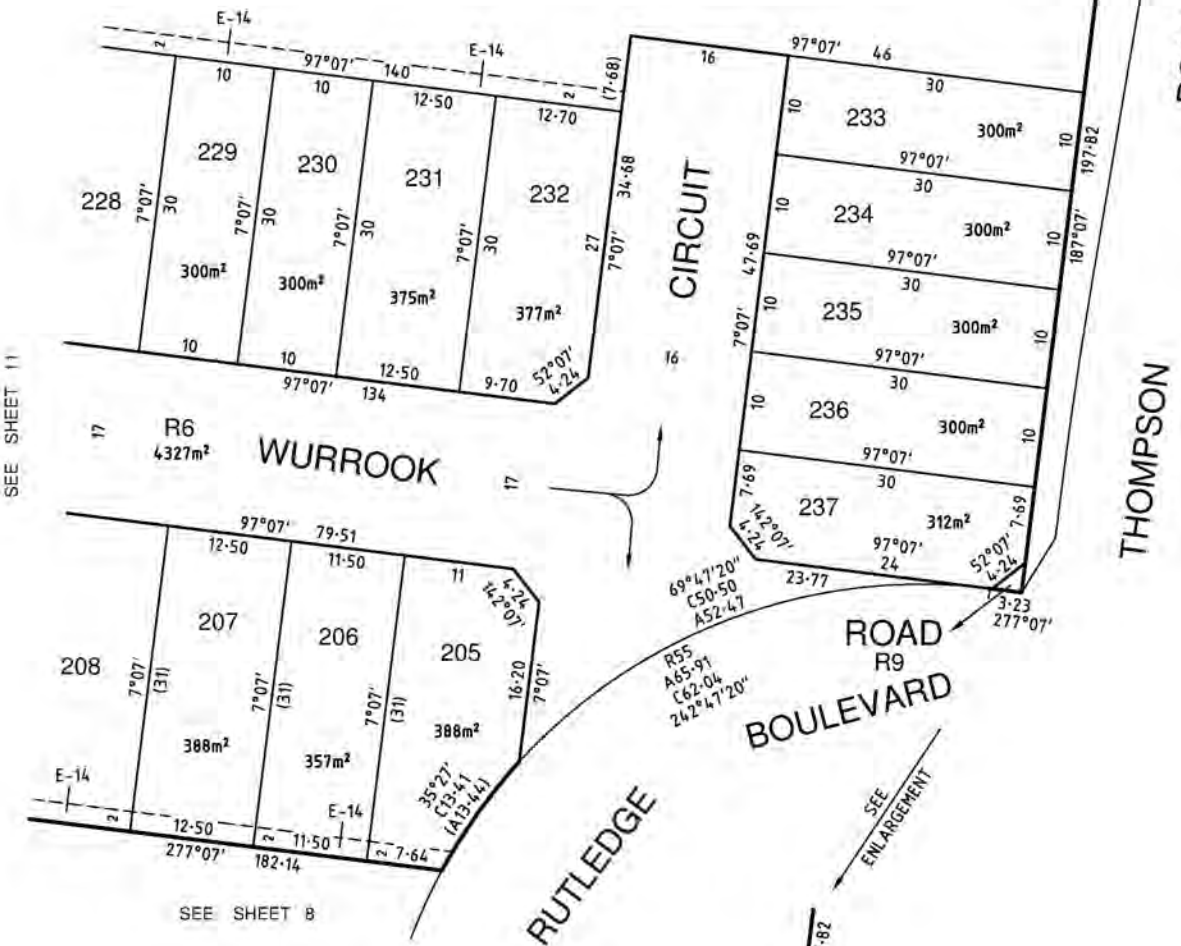 E-14
E-14
97°07' 140
2
10
10
12·50
12·70
2
(7·68)
97°07' 46
16
30
228
229
230
231
232
7°07'
30
7°07'
30
7°07'
30
7°07'
30
300m²
300m²
375m²
377m²
34·68
27
7°07'
10
10
12·50
9·70
97°07' 134
52°07'
4·24
CIRCUIT
16
47·69
7°07'
233
300m²
10
10
97°07'
30
234
300m²
10
10
97°07'
30
235
300m²
10
10
97°07'
30
236
300m²
10
10
97°07'
30
237
312m²
7·69
7·69
142°07'
4·24
97°07'
24
52°07'
4·24
23·77
3·23
277°07'
197·82
187°07'
THOMPSON
SEE SHEET 11
17
R6
4327m²
WURROOK
17
97°07' 79·51
12·50
11·50
11
4·24
142°07'
208
207
206
205
7°07'
(31)
7°07'
(31)
7°07'
(31)
16·20
7°07'
388m²
357m²
388m²
35°27'
C13·41
(A13·44)
E-14
E-14
2
12·50
2
11·50
2
7·64
277°07' 182·14
SEE SHEET 8
69°47'20"
C50·50
A52·47
R55
A65·91
C62·04
242°47'20"
ROAD
R9
BOULEVARD
RUTLEDGE
SEE
ENLARGEMENT
·82